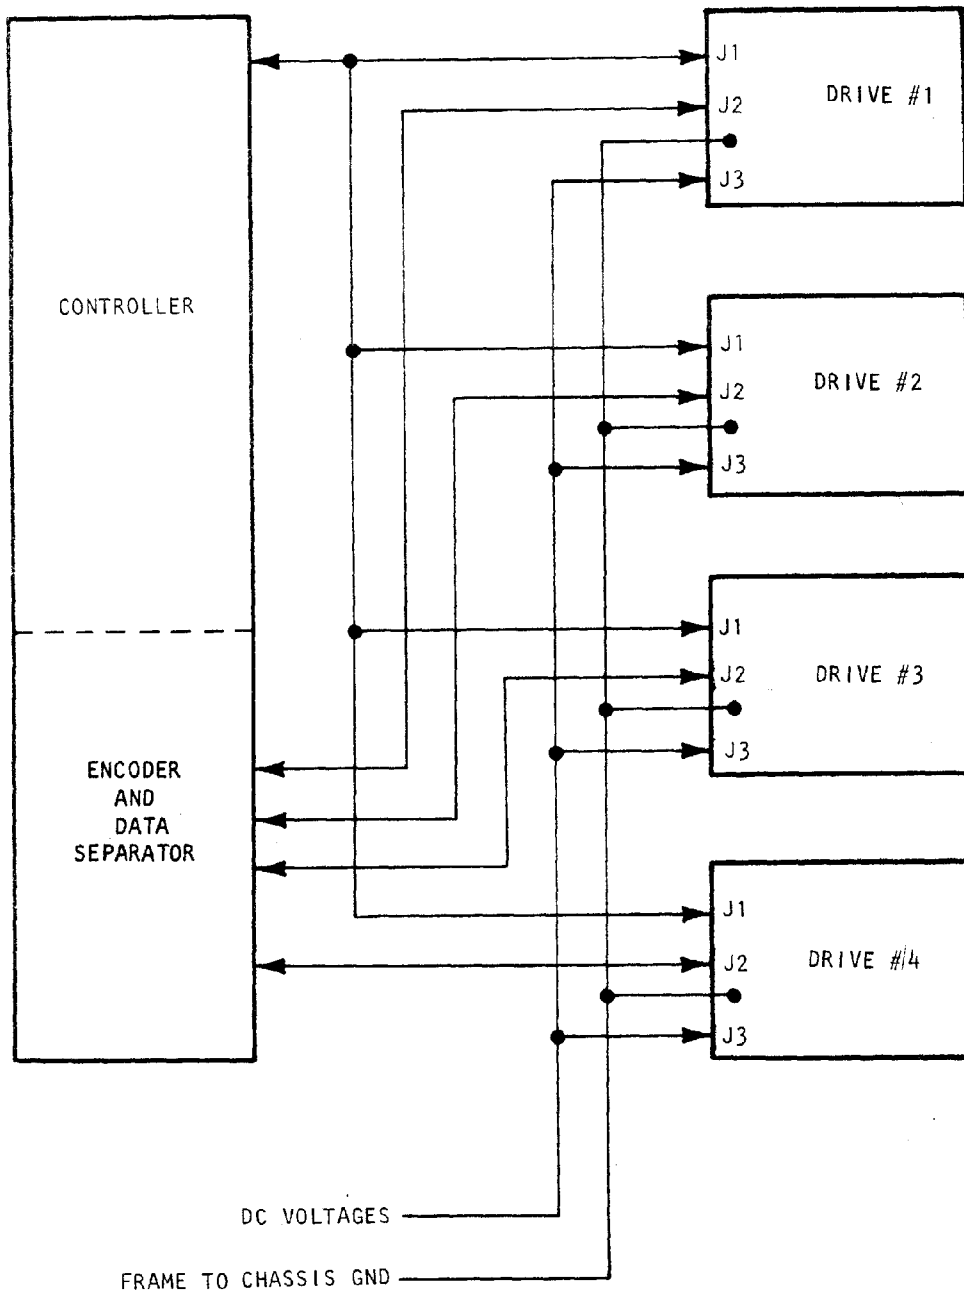 J1
DRIVE #1
J2
J3
CONTROLLER
J1
DRIVE #2
J2
J3
J1
DRIVE #3
J2
J3
ENCODER
AND
DATA
SEPARATOR
J1
DRIVE #4
J2
J3
DC VOLTAGES
FRAME TO CHASSIS GND